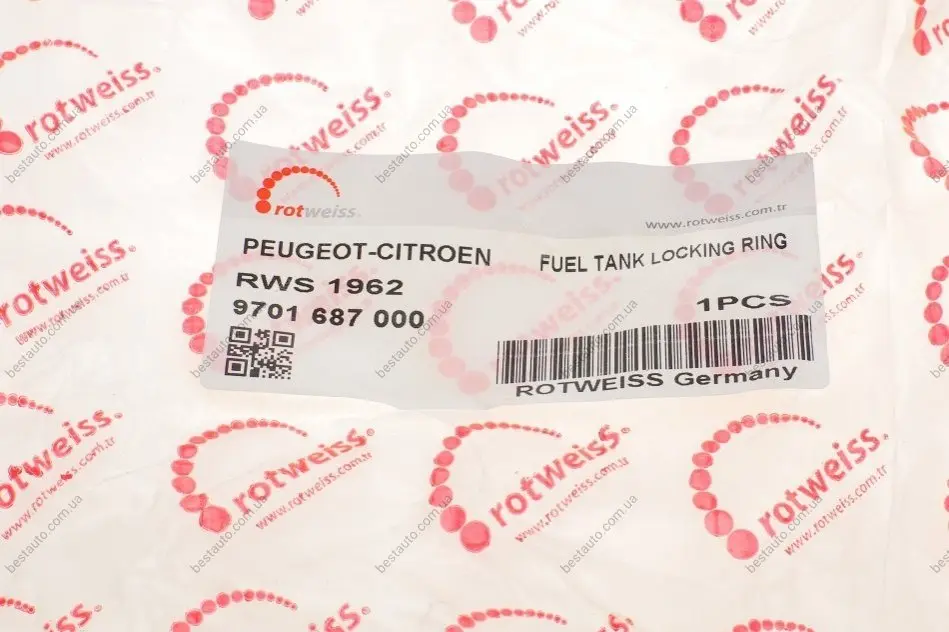 rotweiss
www.rotweiss.com.tr
PEUGEOT-CITROEN
FUEL TANK LOCKING RING
RWS 1962
9701 687 000
1PCS
ROTWEISS Germany
rotweiss
www.rotweiss.com.tr
bestauto.com.ua